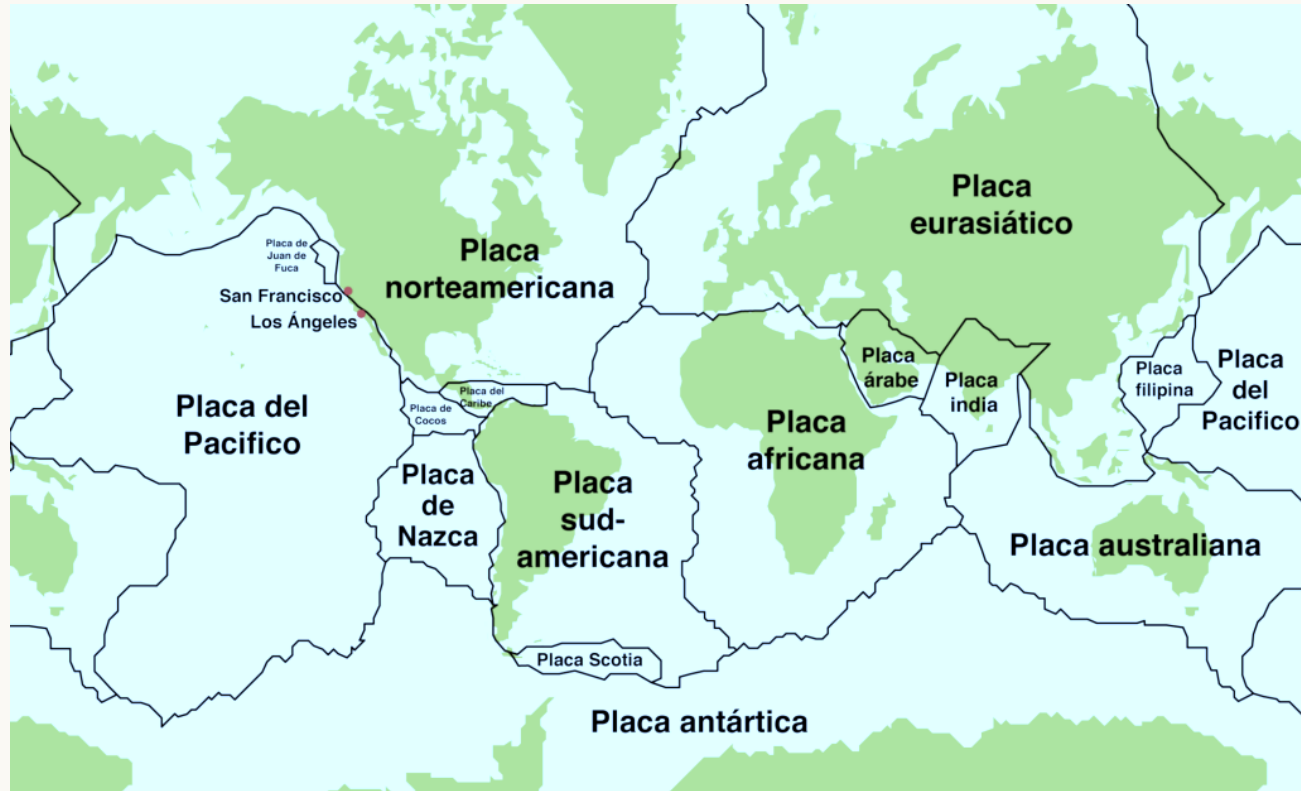 Placa
eurasiático
Placa de
Juan de
Fuca
Placa
norteamericana
San Francisco
Los Ángeles
Placa
árabe
Placa
india
Placa
filipina
Placa
del
Pacifico
Placa del
Caribe
Placa de
Cocos
Placa del
Pacifico
Placa
africana
Placa
de
Nazca
Placa
sud-
americana
Placa australiana
Placa Scotia
Placa antártica